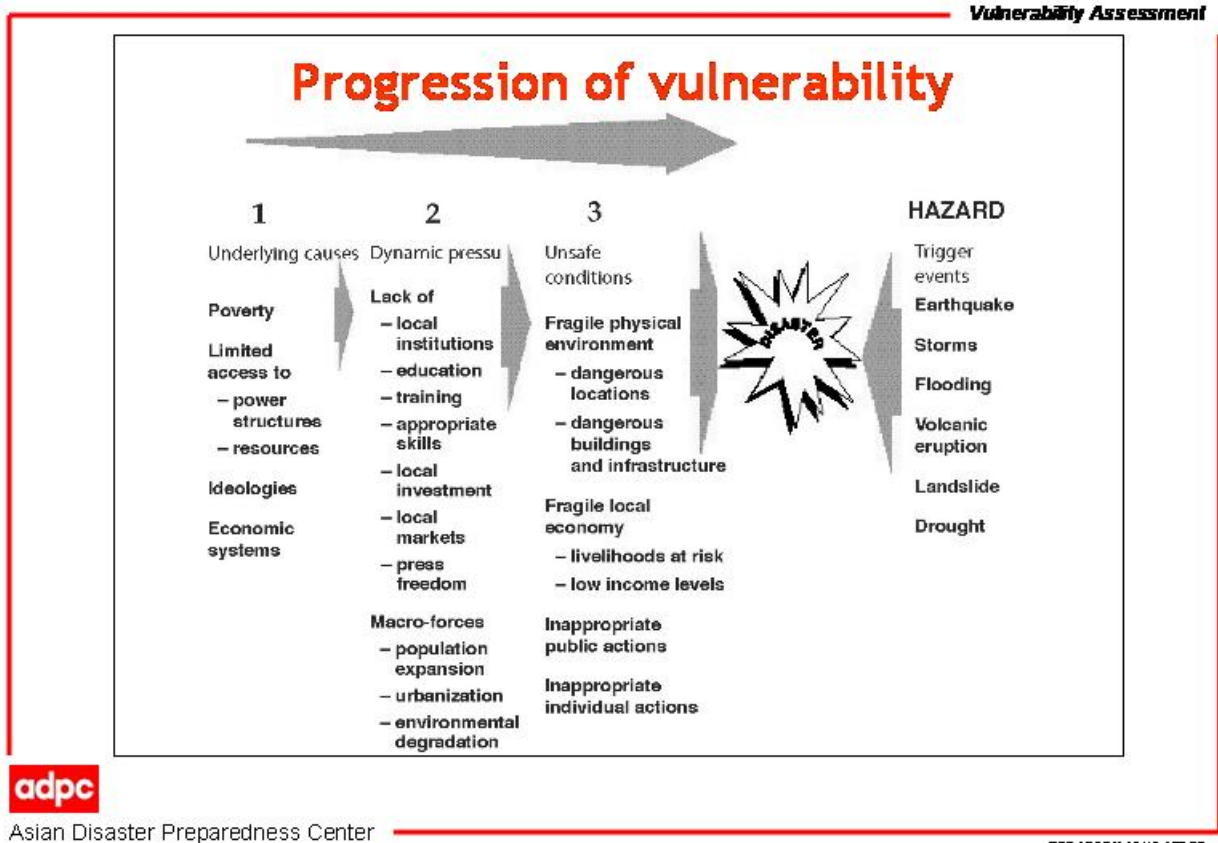 Vulnerability Assessment
Progression of vulnerability
1
Underlying causes
Poverty
Limited
access to
– power
structures
– resources
Ideologies
Economic
systems
2
Dynamic pressu
Lack of
– local
institutions
– education
– training
– appropriate
skills
– local
investment
– local
markets
– press
freedom
Macro-forces
– population
expansion
– urbanization
– environmental
degradation
3
Unsafe
conditions
Fragile physical
environment
– dangerous
locations
– dangerous
buildings
and infrastructure
Fragile local
economy
– livelihoods at risk
– low income levels
Inappropriate
public actions
Inappropriate
individual actions
DISASTER
HAZARD
Trigger
events
Earthquake
Storms
Flooding
Volcanic
eruption
Landslide
Drought
adpc
Asian Disaster Preparedness Center